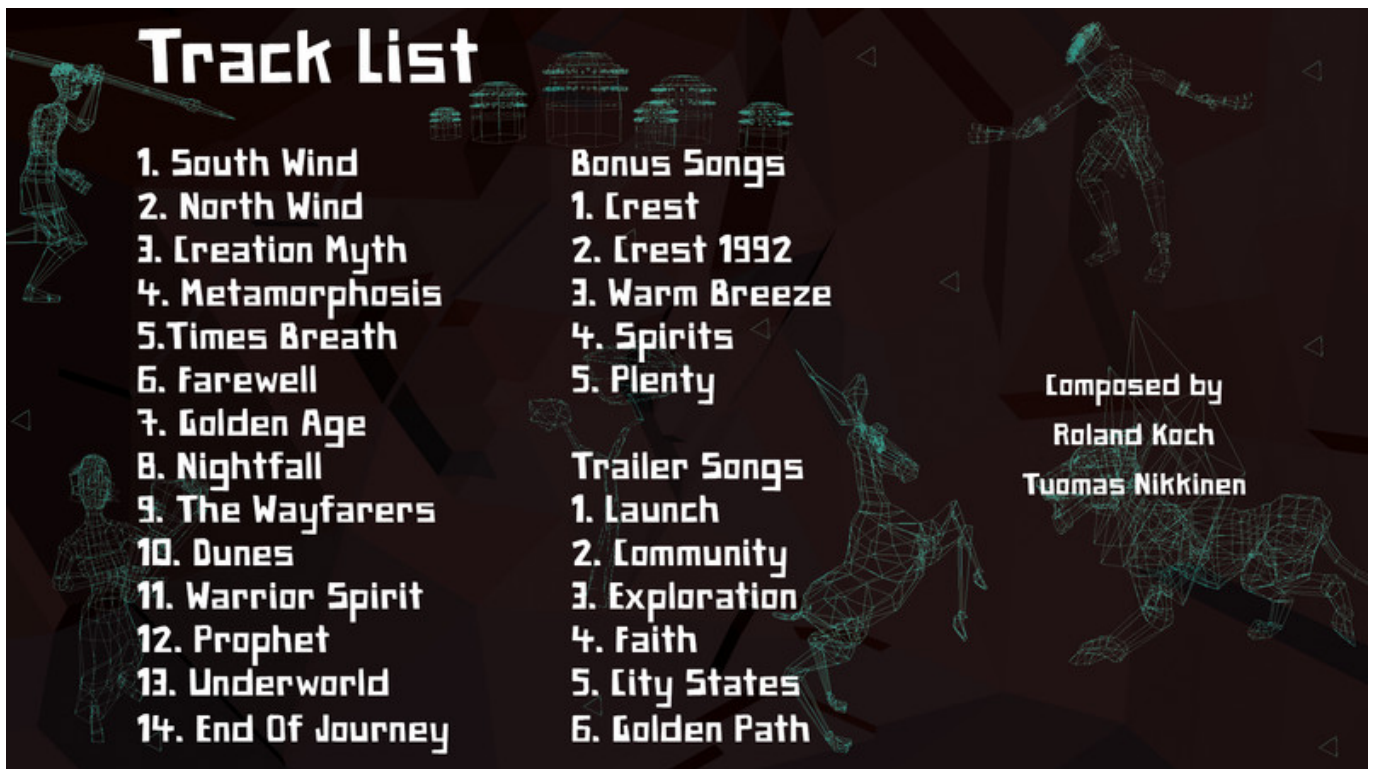 Track List
1. South Wind
2. North Wind
3. Creation Myth
4. Metamorphosis
5.Times Breath
6. Farewell
7. Golden Age
8. Nightfall
9. The Wayfarers
10. Dunes
11. Warrior Spirit
12. Prophet
13. Underworld
14. End Of Journey
Bonus Songs
1. Crest
2. Crest 1992
3. Warm Breeze
4. Spirits
5. Plenty
Trailer Songs
1. Launch
2. Community
3. Exploration
4. Faith
5. City States
6. Golden Path
Composed by
Roland Koch
Tuomas Nikkinen